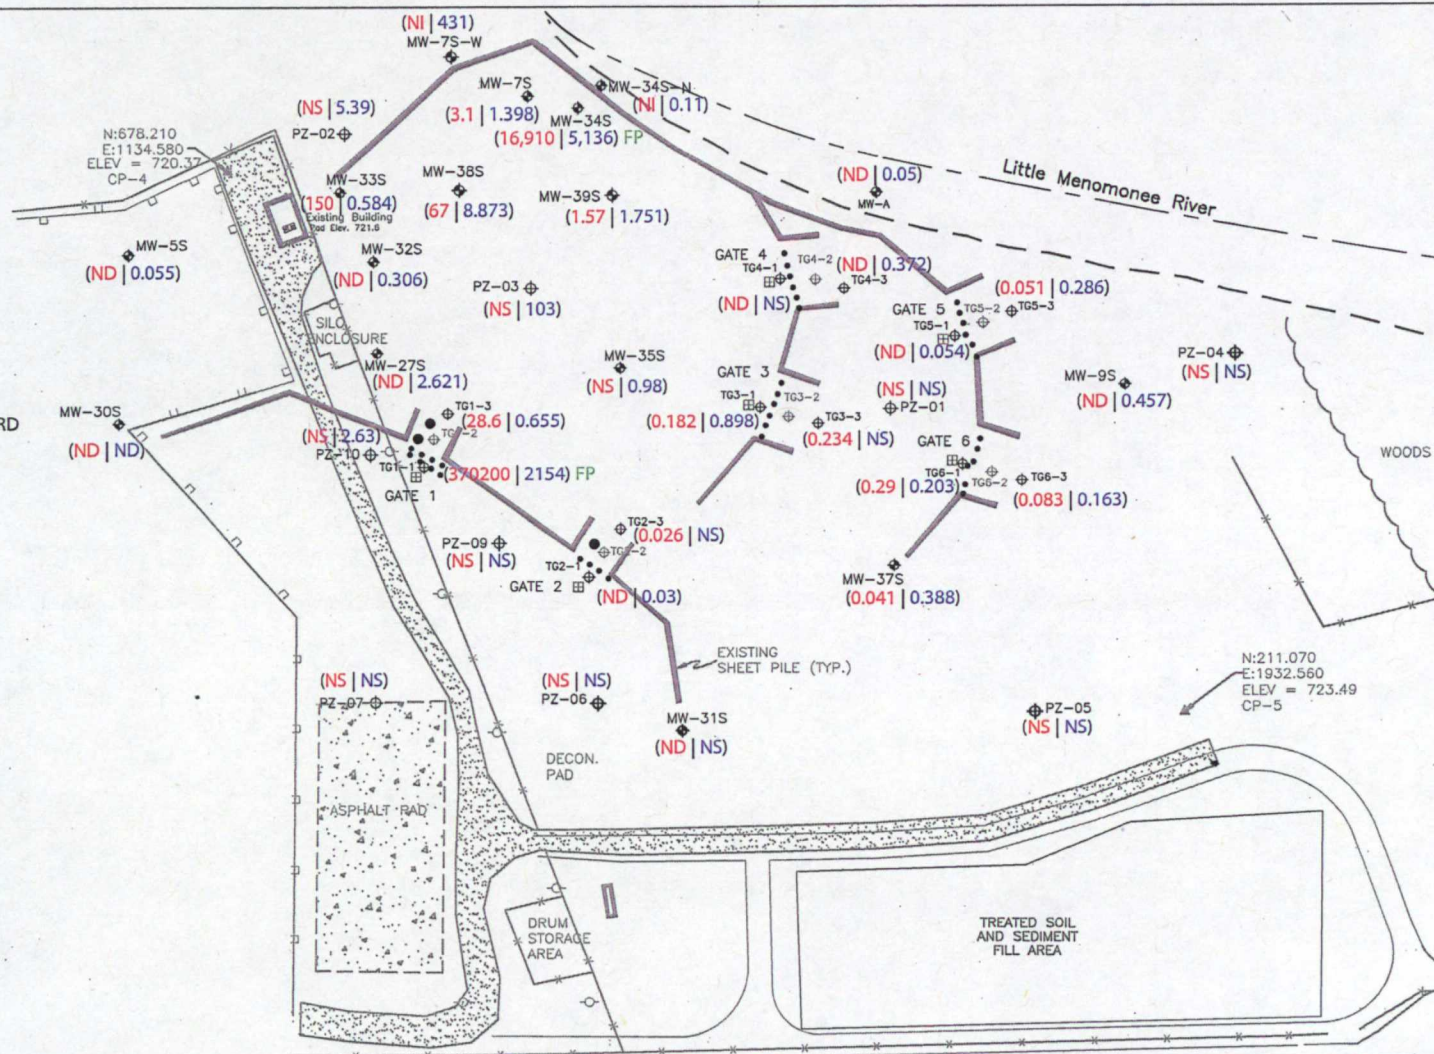 (NI | 431)
MW-7S-W
MW-7S
(3.1 | 1.398)
MW-34S-N
(NI | 0.11)
MW-34S
(16,910 | 5,136) FP
(NS | 5.39)
PZ-02
N:678.210
E:1134.580
ELEV = 720.37
CP-4
MW-33S
(150 | 0.584)
Existing Building
Pad Elev. 721.0
MW-38S
(67 | 8.873)
MW-39S
(1.57 | 1.751)
(ND | 0.05)
MW-A
Little Menomonee River
MW-5S
(ND | 0.055)
MW-32S
(ND | 0.306)
PZ-03
(NS | 103)
GATE 4
TG4-1
TG4-2
TG4-3
(ND | 0.372)
(ND | NS)
(0.051 | 0.286)
GATE 5
TG5-1
TG5-2
TG5-3
(ND | 0.054)
SILO
ENCLOSURE
MW-27S
(ND | 2.621)
MW-35S
(NS | 0.98)
GATE 3
TG3-1
TG3-2
TG3-3
(0.182 | 0.898)
(0.234 | NS)
(NS | NS)
PZ-01
MW-9S
(ND | 0.457)
PZ-04
(NS | NS)
WOODS
RD
MW-30S
(ND | ND)
(NS | 2.63)
PZ-10
TG1-3
(28.6 | 0.655)
TG1-1
GATE 1
(370200 | 2154) FP
GATE 6
TG6-1
TG6-2
TG6-3
(0.29 | 0.203)
(0.083 | 0.163)
PZ-09
(NS | NS)
TG2-3
(0.026 | NS)
TG2-1
GATE 2
(ND | 0.03)
MW-37S
(0.041 | 0.388)
EXISTING
SHEET PILE (TYP.)
N:211.070
E:1932.560
ELEV = 723.49
CP-5
(NS | NS)
PZ-07
(NS | NS)
PZ-06
MW-31S
(ND | NS)
PZ-05
(NS | NS)
DECON.
PAD
ASPHALT PAD
DRUM
STORAGE
AREA
TREATED SOIL
AND SEDIMENT
FILL AREA